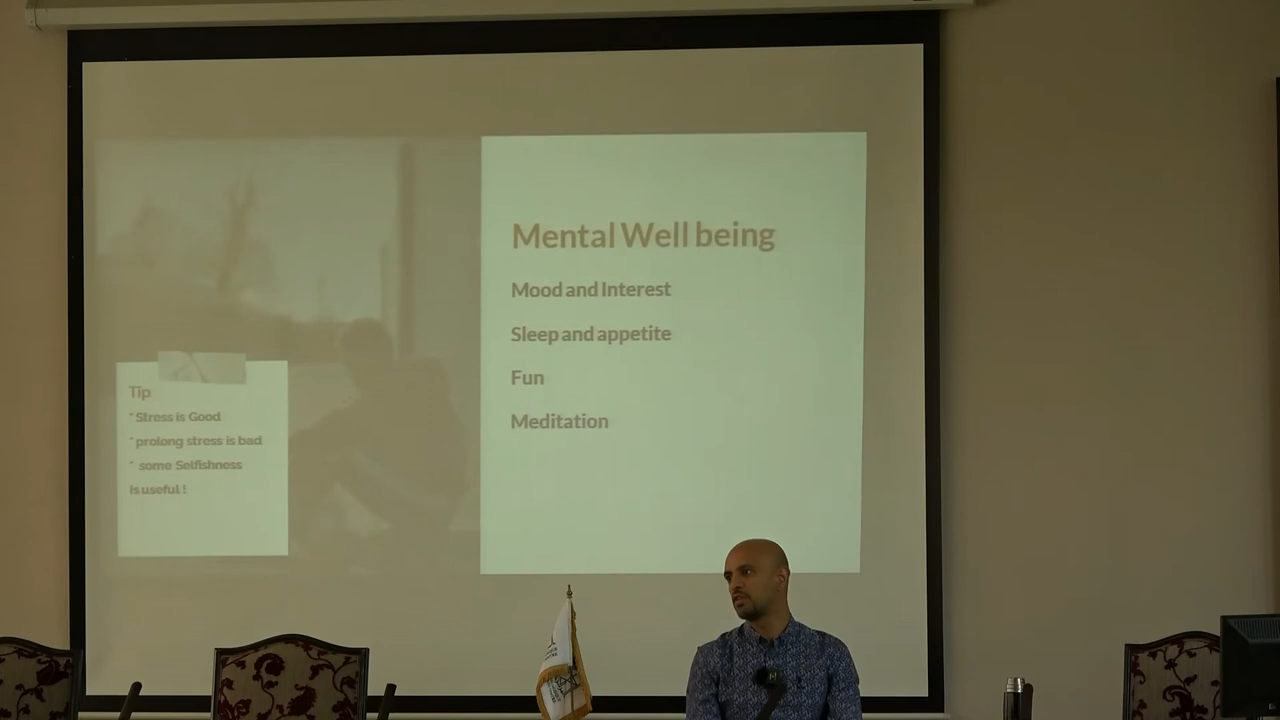 Mental Well being
Mood and Interest
Sleep and appetite
Fun
Meditation
Tip
* Stress is Good
* prolong stress is bad
* some Selfishness
Is useful !